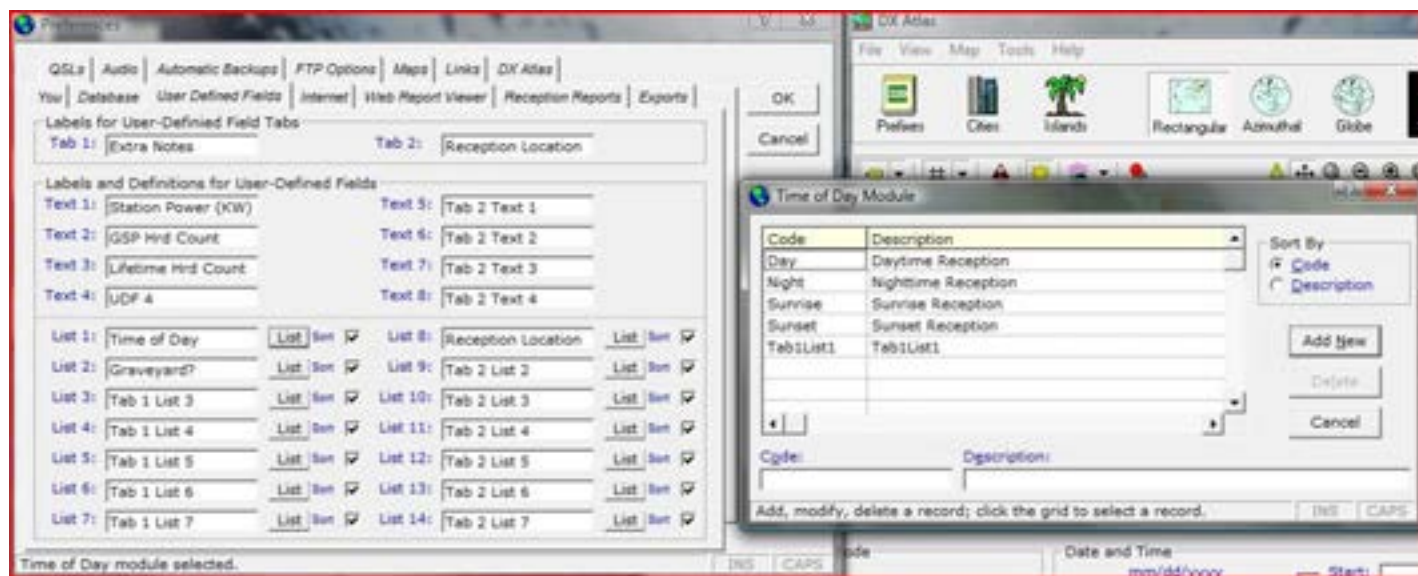 Preferences
QSLs Audio Automatic Backups FTP Options Maps Links DX Atlas
You Database User Defined Fields Internet Web Report Viewer Reception Reports Exports
OK
Cancel
Labels for User-Definied Field Tabs
Tab 1: Extra Notes Tab 2: Reception Location
Labels and Definitions for User-Defined Fields
Text 1: Station Power (KW) Text 5: Tab 2 Text 1
Text 2: GSP Hrd Count Text 6: Tab 2 Text 2
Text 3: Lifetime Hrd Count Text 7: Tab 2 Text 3
Text 4: UDF 4 Text 8: Tab 2 Text 4
List 1: Time of Day List Sort List 8: Reception Location List Sort
List 2: Graveyard? List Sort List 9: Tab 2 List 2 List Sort
List 3: Tab 1 List 3 List Sort List 10: Tab 2 List 3 List Sort
List 4: Tab 1 List 4 List Sort List 11: Tab 2 List 4 List Sort
List 5: Tab 1 List 5 List Sort List 12: Tab 2 List 5 List Sort
List 6: Tab 1 List 6 List Sort List 13: Tab 2 List 6 List Sort
List 7: Tab 1 List 7 List Sort List 14: Tab 2 List 7 List Sort
Time of Day module selected. INS CAPS
DX Atlas
File View Map Tools Help
Prefixes Cities Islands Rectangular Azimuthal Globe
Time of Day Module
Code Description
Day Daytime Reception
Night Nighttime Reception
Sunrise Sunrise Reception
Sunset Sunset Reception
Tab1List1 Tab1List1
Sort By
Code
Description
Add New
Delete
Cancel
Code: Description:
Add, modify, delete a record; click the grid to select a record. INS CAPS
ode Date and Time
mm/dd/yyyy Start: